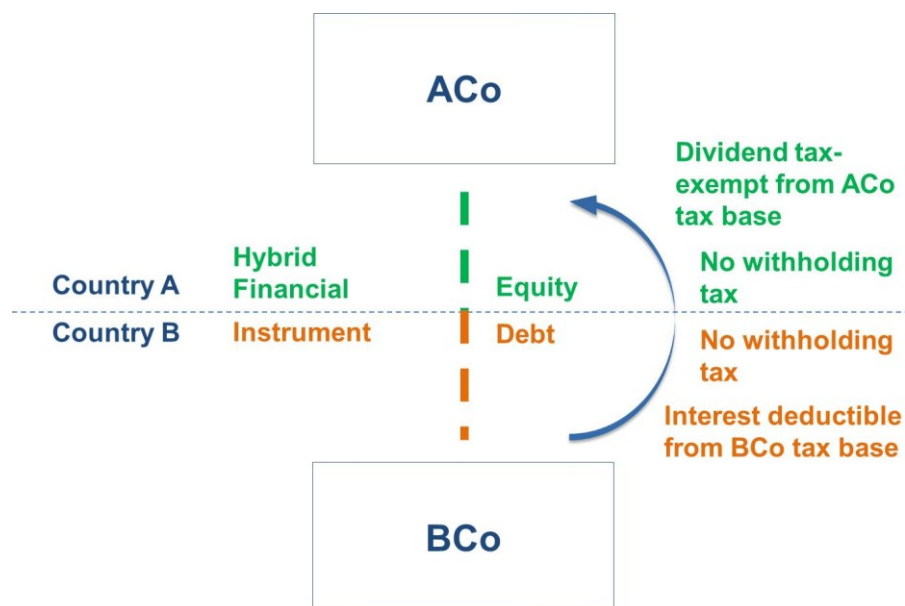 ACo
Dividend tax-
exempt from ACo
tax base
Hybrid
Financial
Country A
Equity
No withholding
tax
Country B
Instrument
Debt
No withholding
tax
Interest deductible
from BCo tax base
BCo